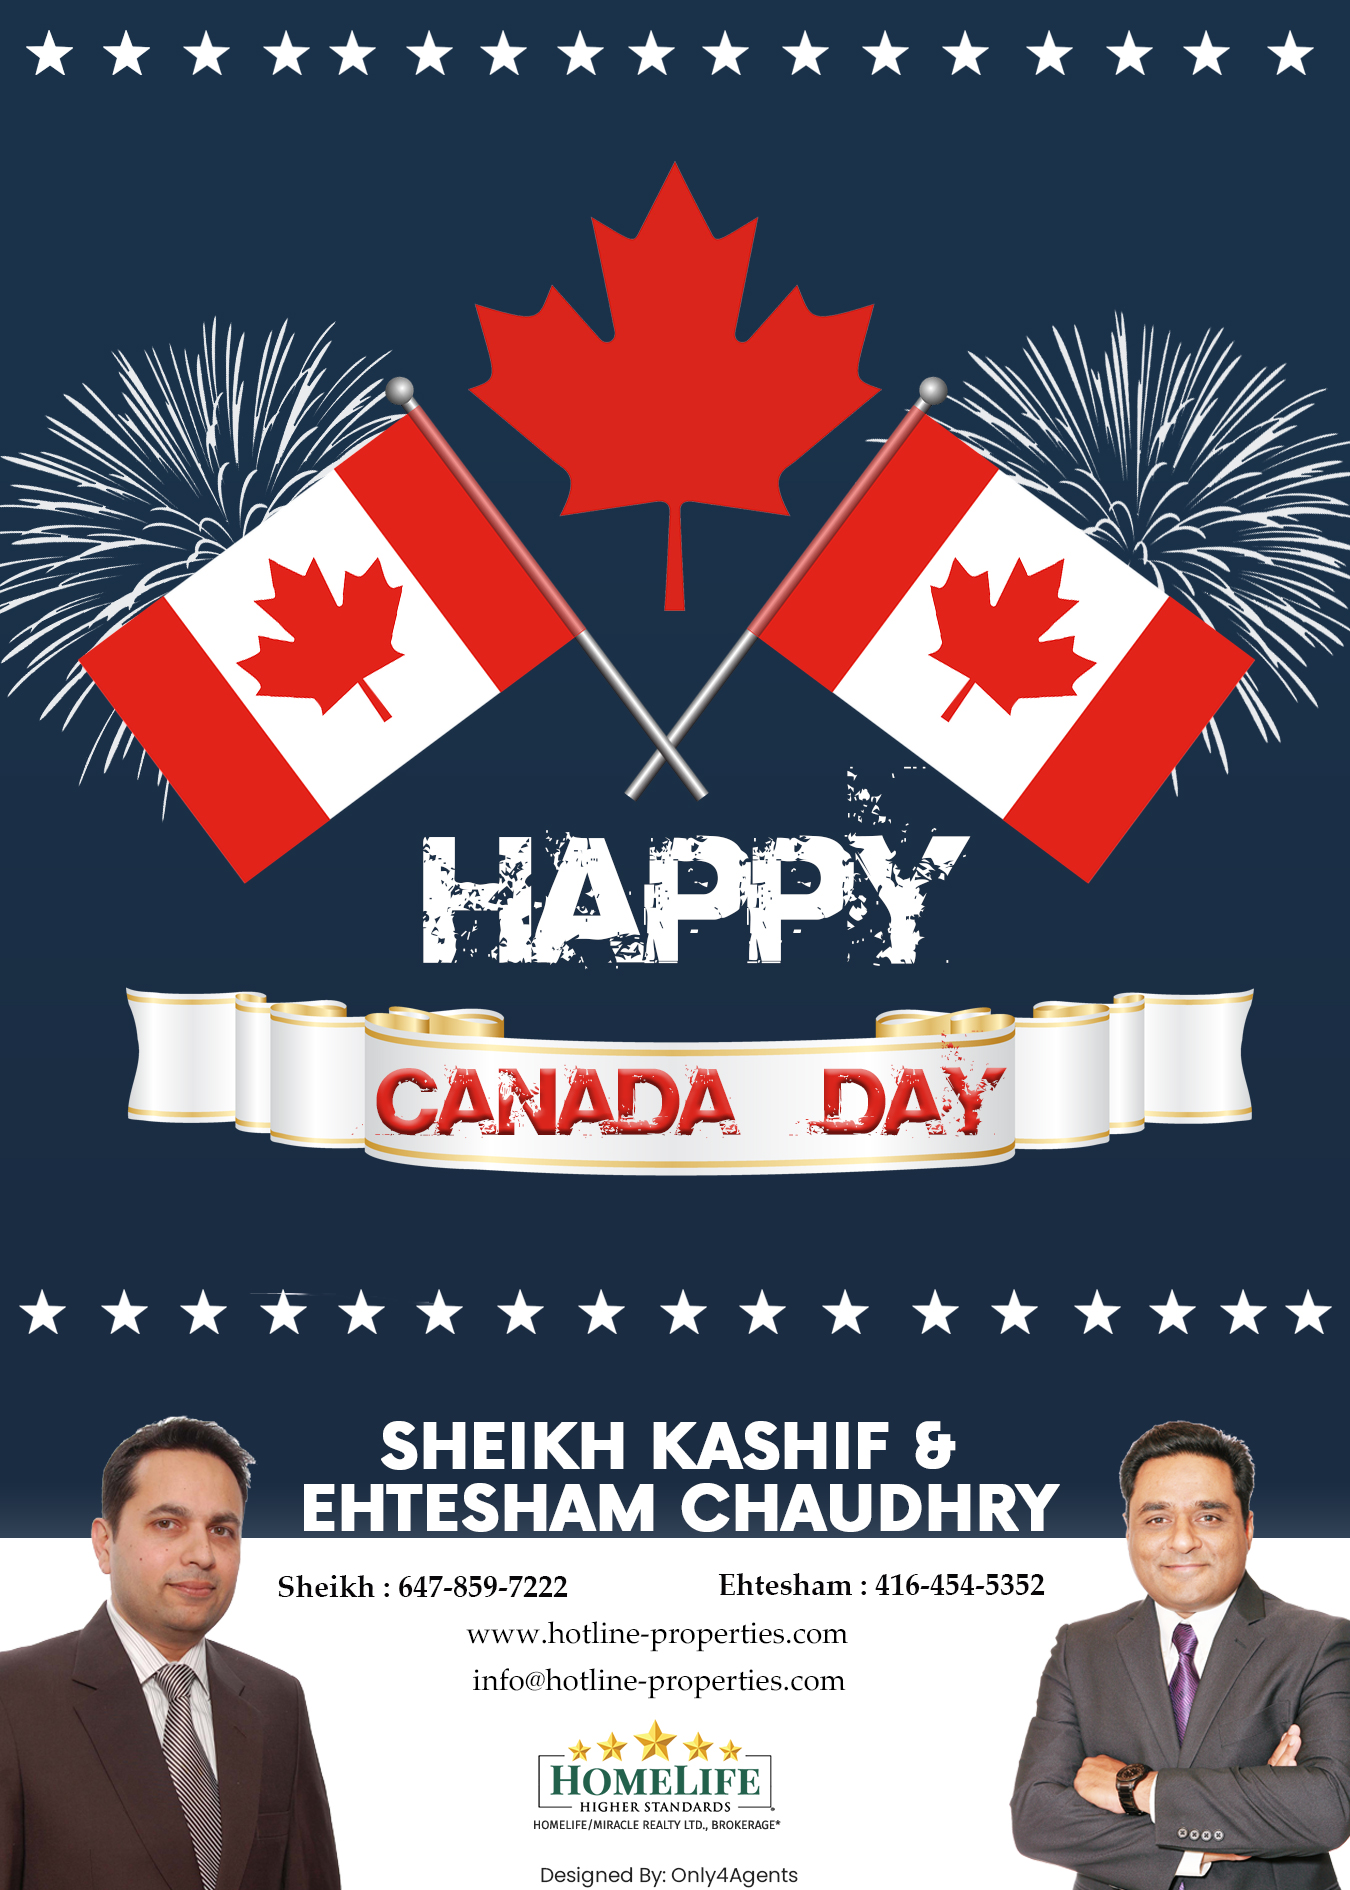 HAPPY
CANADA DAY
SHEIKH KASHIF &
EHTESHAM CHAUDHRY
Sheikh : 647-859-7222
Ehtesham : 416-454-5352
www.hotline-properties.com
info@hotline-properties.com
HOMELIFE
HIGHER STANDARDS
HOMELIFE/MIRACLE REALTY LTD., BROKERAGE*
Designed By: Only4Agents